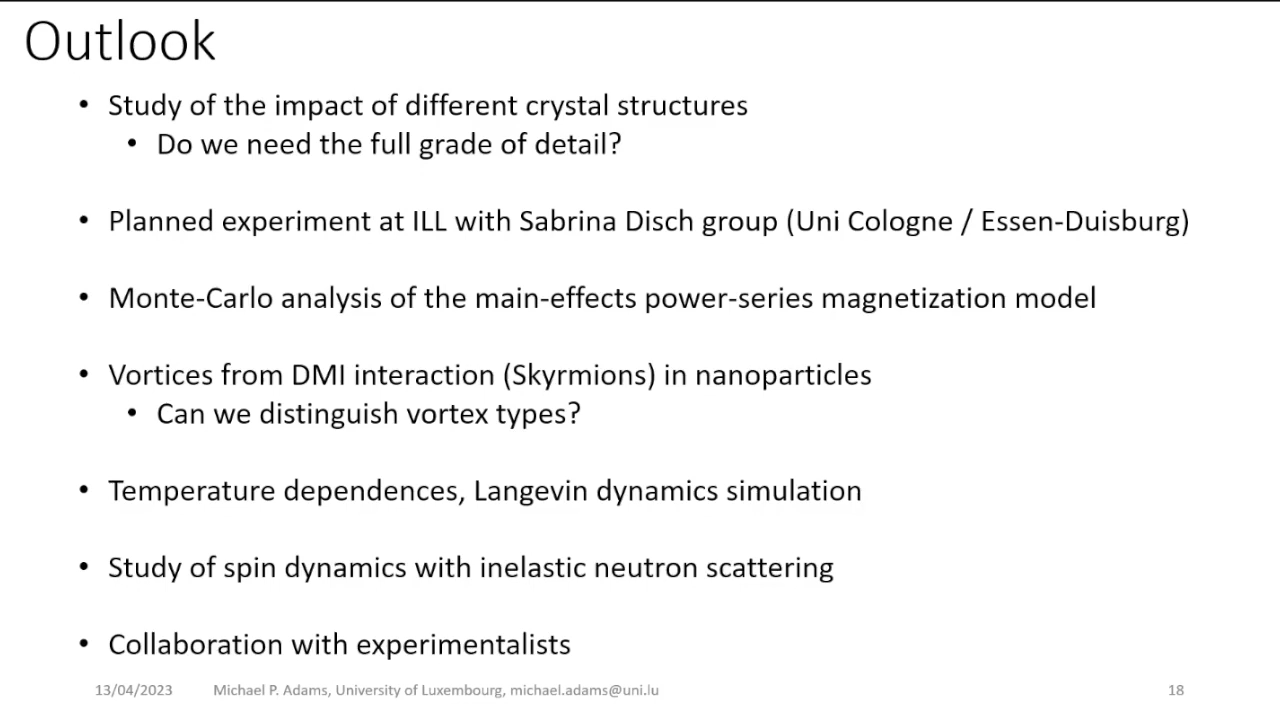 Outlook
• Study of the impact of different crystal structures
• Do we need the full grade of detail?
• Planned experiment at ILL with Sabrina Disch group (Uni Cologne / Essen-Duisburg)
• Monte-Carlo analysis of the main-effects power-series magnetization model
• Vortices from DMI interaction (Skyrmions) in nanoparticles
• Can we distinguish vortex types?
• Temperature dependences, Langevin dynamics simulation
• Study of spin dynamics with inelastic neutron scattering
• Collaboration with experimentalists
13/04/2023 Michael P. Adams, University of Luxembourg, michael.adams@uni.lu 18